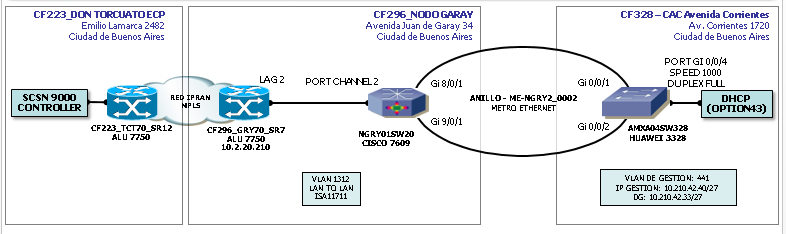 CF223_DON TORCUATO ECP
Emilio Lamarca 2482
Ciudad de Buenos Aires
CF296_NODO GARAY
Avenida Juan de Garay 34
Ciudad de Buenos Aires
CF328 – CAC Avenida Corrientes
Av. Corrientes 1720
Ciudad de Buenos Aires
SCSN 9000
CONTROLLER
CF223_TCT70_SR12
ALU 7750
RED IPRAN
MPLS
LAG 2
CF296_GRY70_SR7
ALU 7750
10.2.20.210
PORT CHANNEL 2
NGRY01SW20
CISCO 7609
Gi 8/0/1
Gi 9/0/1
ANILLO - ME-NGRY2_0002
METRO ETHERNET
Gi 0/0/1
Gi 0/0/2
AMXA04SW328
HUAWEI 3328
PORT GI 0/0/4
SPEED 1000
DUPLEX FULL
DHCP
(OPTION43)
VLAN 1312
LAN TO LAN
ISA11711
VLAN DE GESTION: 441
IP GESTION: 10.210.42.40/27
DG: 10.210.42.33/27